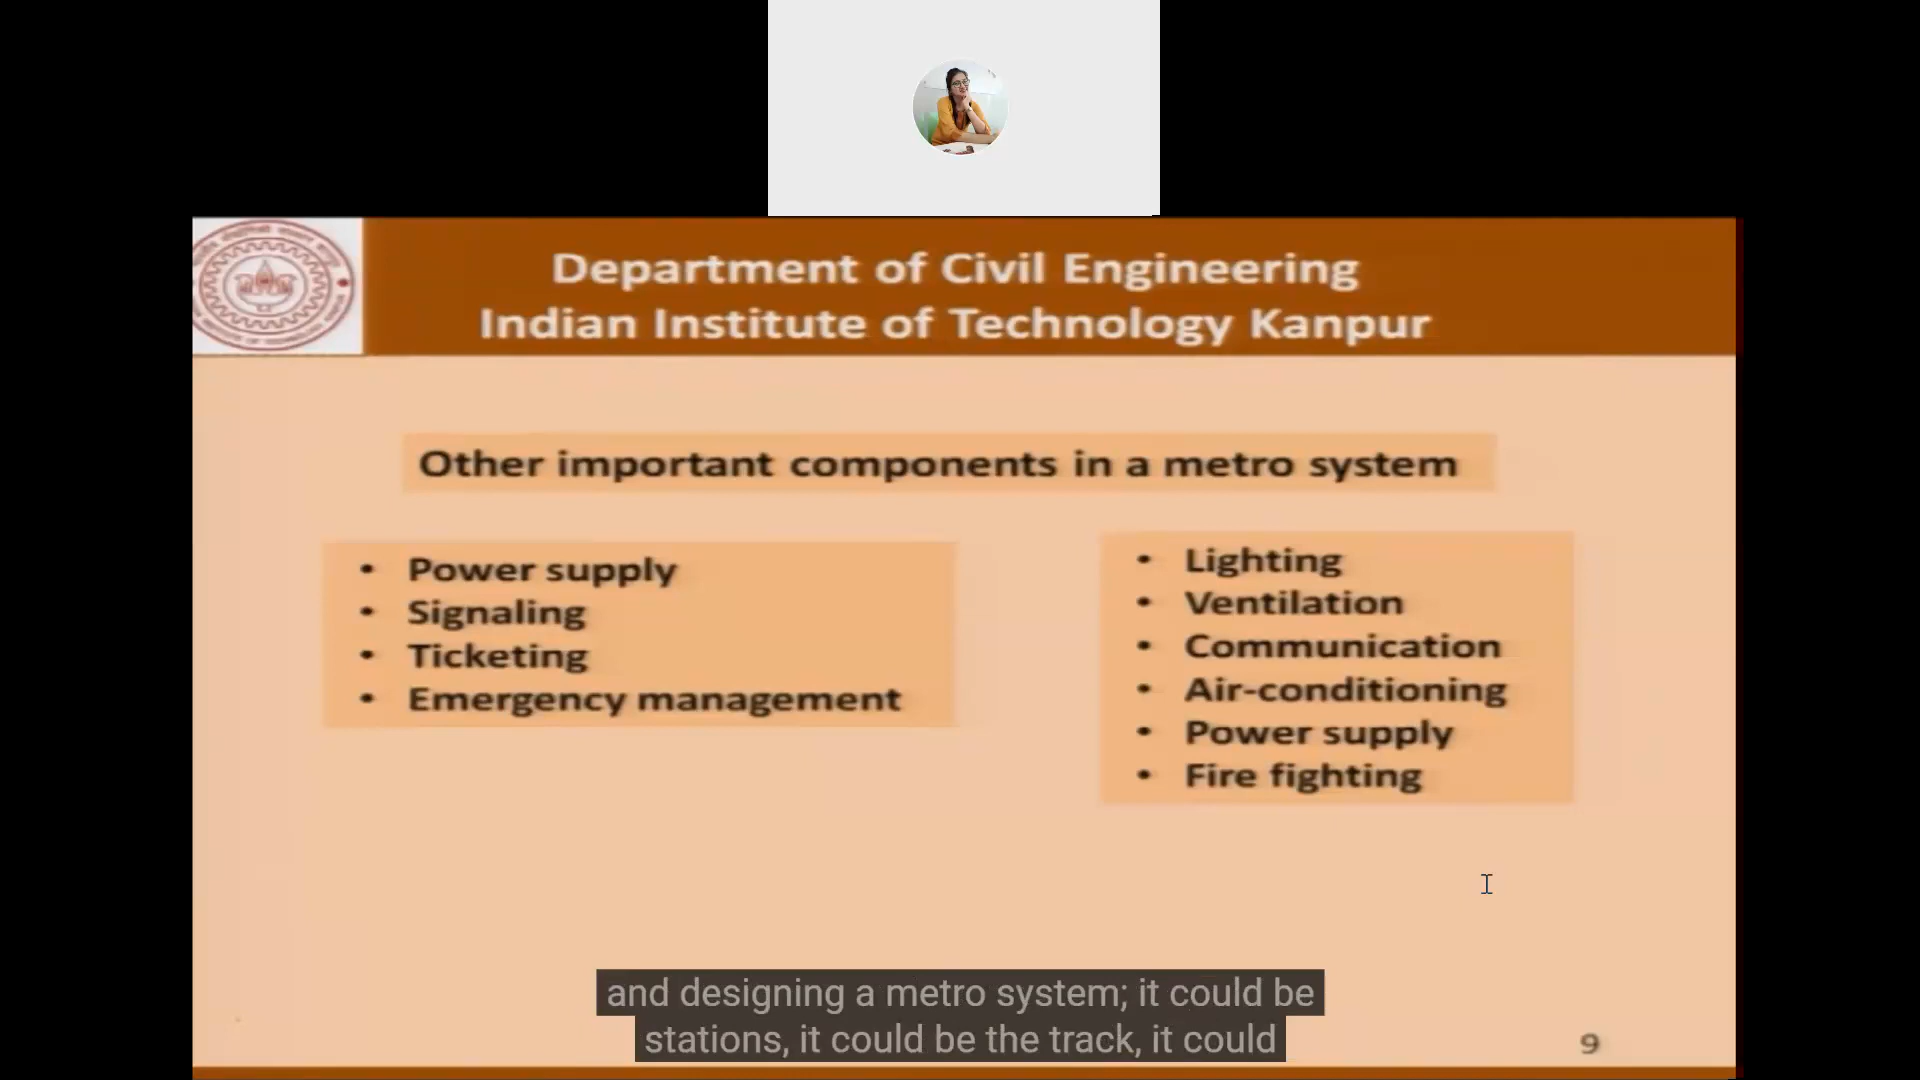 Department of Civil Engineering
Indian Institute of Technology Kanpur
Other important components in a metro system
• Power supply
• Signaling
• Ticketing
• Emergency management
• Lighting
• Ventilation
• Communication
• Air-conditioning
• Power supply
• Fire fighting
and designing a metro system; it could be
stations, it could be the track, it could
9